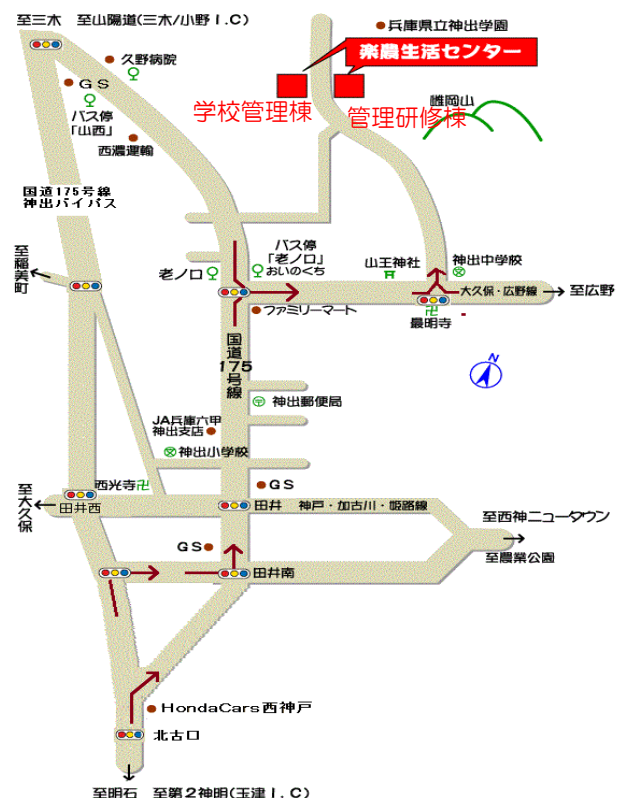 至三木 至山陽道(三木/小野I.C)
兵庫県立神出学園
楽農生活センター
久野病院
GS
バス停
「山西」
西濃運輸
学校管理棟
管理研修棟
雌岡山
国道175号線
神出バイパス
至稲美町
老ノ口
バス停
「老ノ口」
おいのくち
山王神社
神出中学校
大久保・広野線
至広野
最明寺
ファミリーマート
国道175号線
N
神出郵便局
JA兵庫六甲
神出支店
神出小学校
西光寺
GS
至大久保
田井西
田井
神戸・加古川・姫路線
至西神ニュータウン
至農業公園
GS
田井南
HondaCars西神戸
北古口
至明石 至第2神明(玉津I.C)